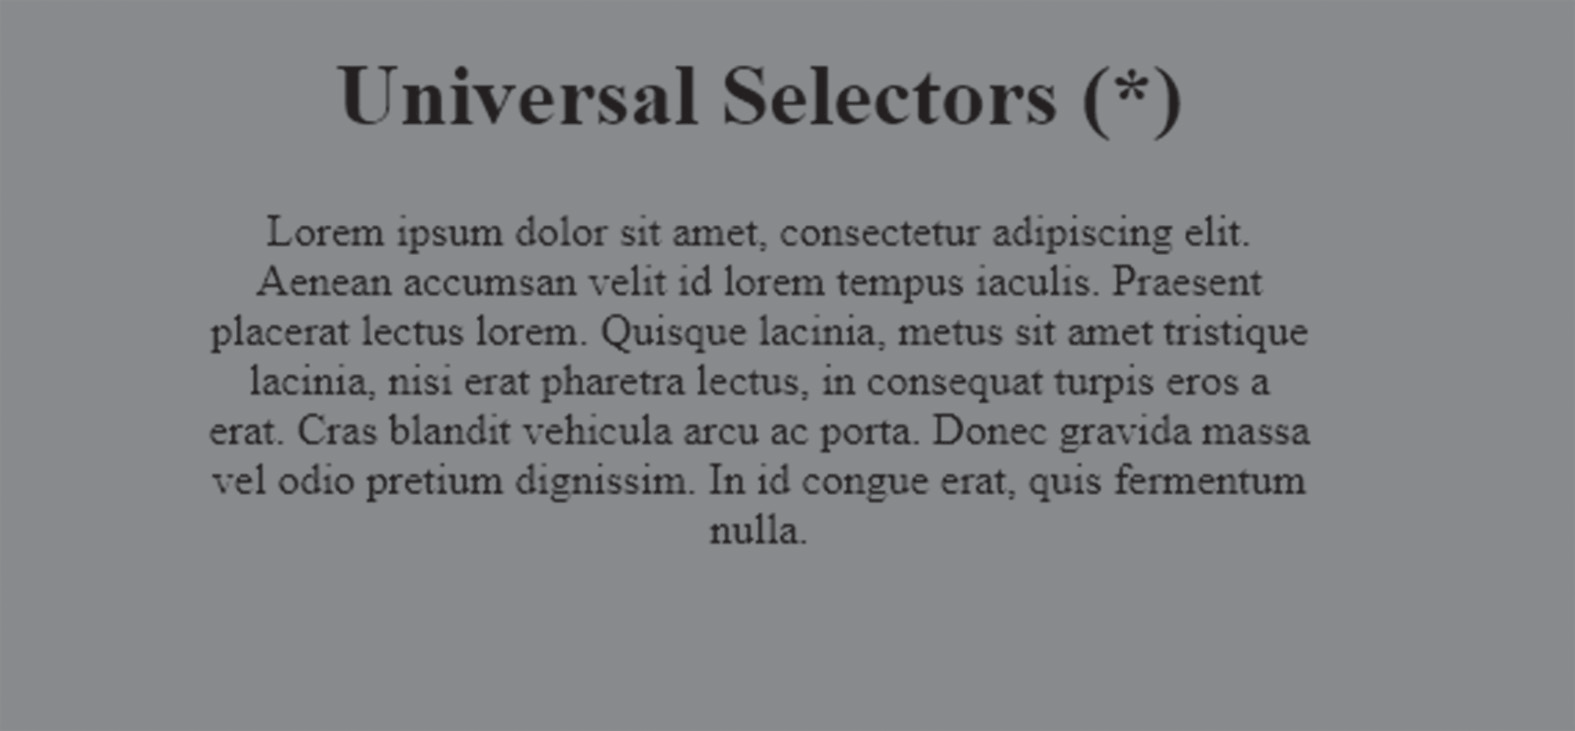 Universal Selectors (*)
Lorem ipsum dolor sit amet, consectetur adipiscing elit.
Aenean accumsan velit id lorem tempus iaculis. Praesent
placerat lectus lorem. Quisque lacinia, metus sit amet tristique
lacinia, nisi erat pharetra lectus, in consequat turpis eros a
erat. Cras blandit vehicula arcu ac porta. Donec gravida massa
vel odio pretium dignissim. In id congue erat, quis fermentum
nulla.